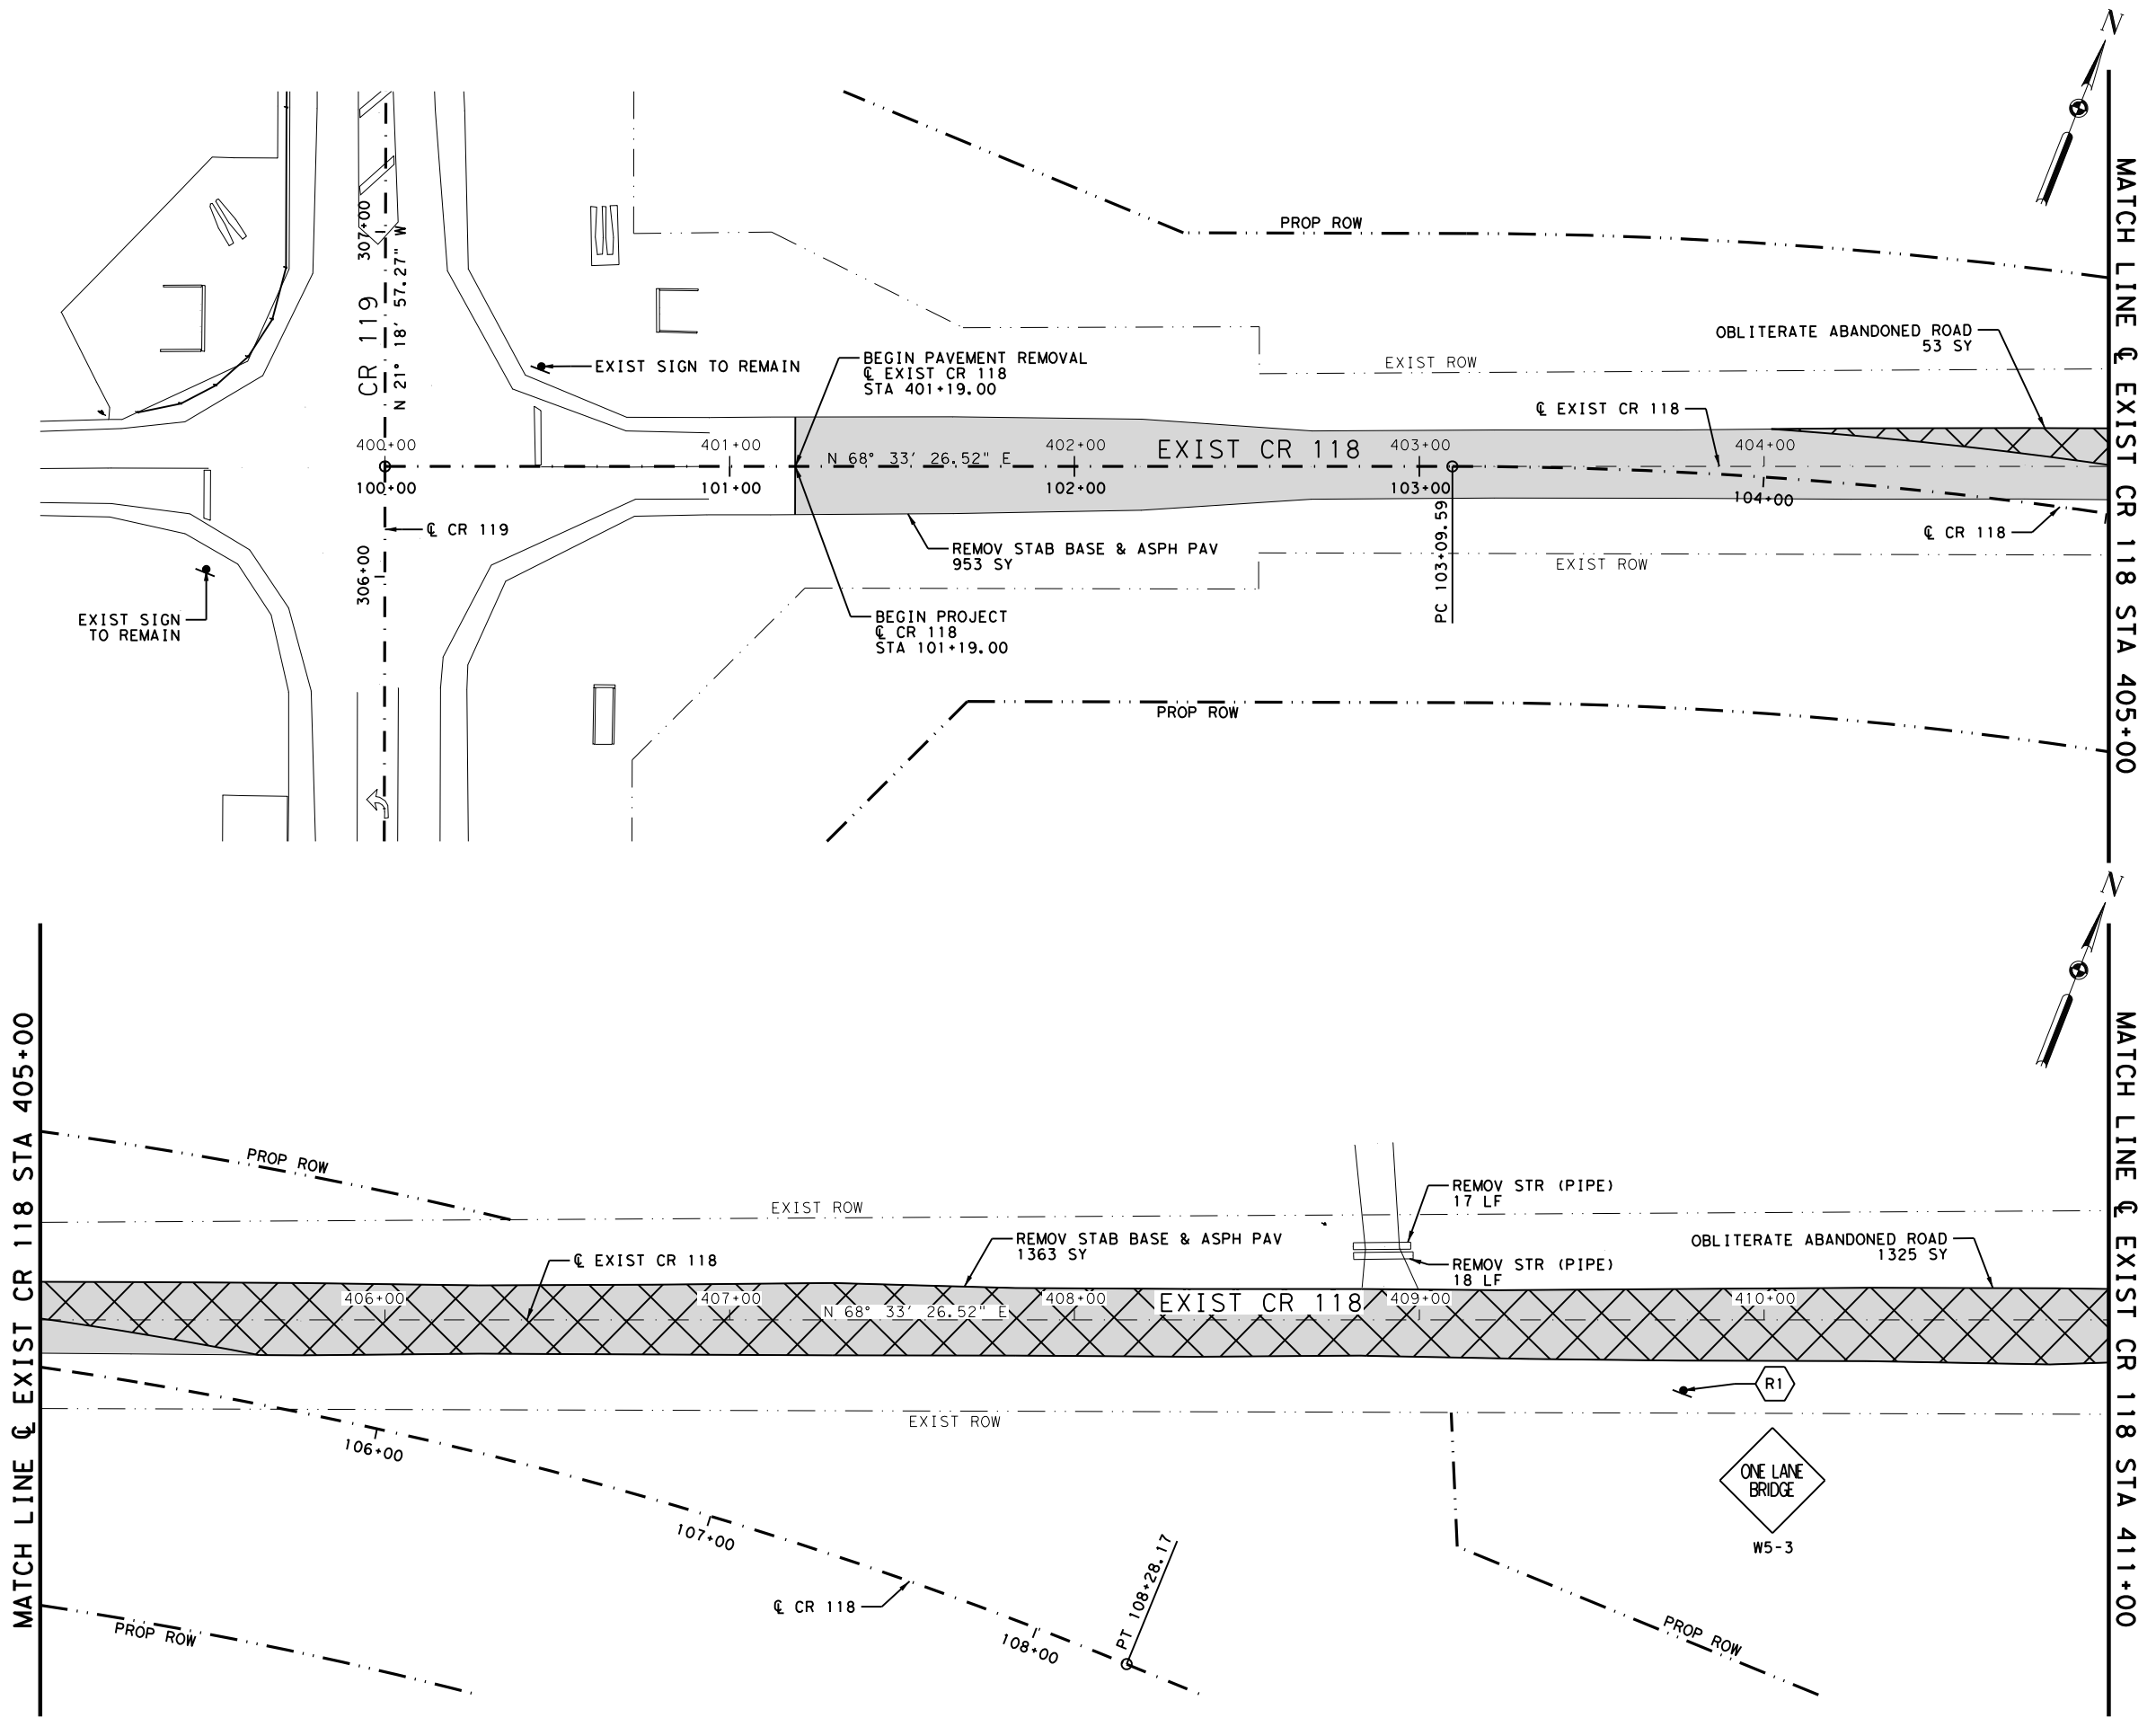 N
PROP ROW
307+00
CR 119
N 21° 18' 57.27" W
OBLITERATE ABANDONED ROAD
53 SY
EXIST SIGN TO REMAIN
BEGIN PAVEMENT REMOVAL
℄ EXIST CR 118
STA 401+19.00
EXIST ROW
℄ EXIST CR 118
400+00
401+00
402+00
EXIST CR 118
403+00
404+00
N 68° 33' 26.52" E
100+00
101+00
102+00
103+00
104+00
℄ CR 119
306+00
REMOV STAB BASE & ASPH PAV
953 SY
PC 103+09.59
EXIST ROW
℄ CR 118
EXIST SIGN
TO REMAIN
BEGIN PROJECT
℄ CR 118
STA 101+19.00
PROP ROW
MATCH LINE ℄ EXIST CR 118 STA 405+00
N
MATCH LINE ℄ EXIST CR 118 STA 405+00
PROP ROW
EXIST ROW
REMOV STR (PIPE)
17 LF
℄ EXIST CR 118
REMOV STAB BASE & ASPH PAV
1363 SY
REMOV STR (PIPE)
18 LF
OBLITERATE ABANDONED ROAD
1325 SY
406+00
407+00
408+00
EXIST CR 118
409+00
410+00
N 68° 33' 26.52" E
R1
EXIST ROW
106+00
107+00
ONE LANE
BRIDGE
W5-3
℄ CR 118
108+00
PT 108+28.17
PROP ROW
PROP ROW
MATCH LINE ℄ EXIST CR 118 STA 411+00